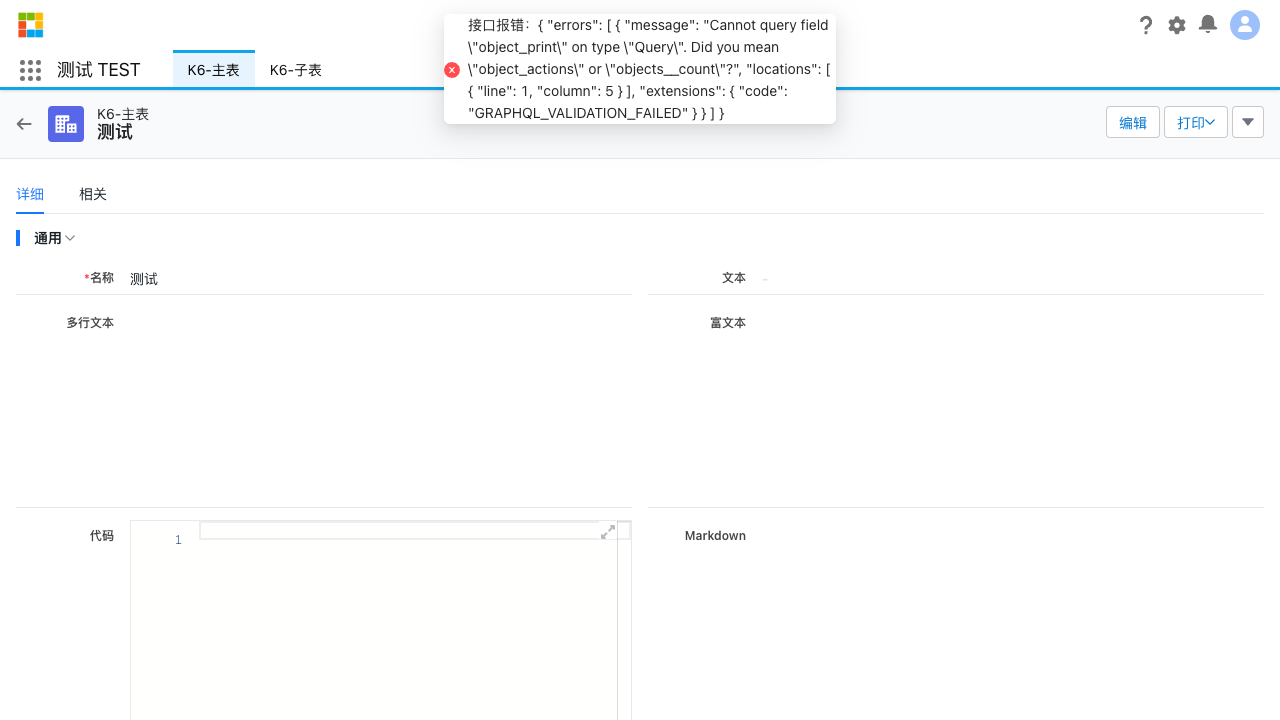 接口报错：{ "errors": [ { "message": "Cannot query field
\"object_print\" on type \"Query\". Did you mean
\"object_actions\" or \"objects__count\"?", "locations": [
{ "line": 1, "column": 5 } ], "extensions": { "code":
"GRAPHQL_VALIDATION_FAILED" } } ] }
测试 TEST
K6-主表
K6-子表
K6-主表
测试
编辑
打印
详细
相关
通用
*名称
测试
文本
--
多行文本
富文本
代码
1
Markdown